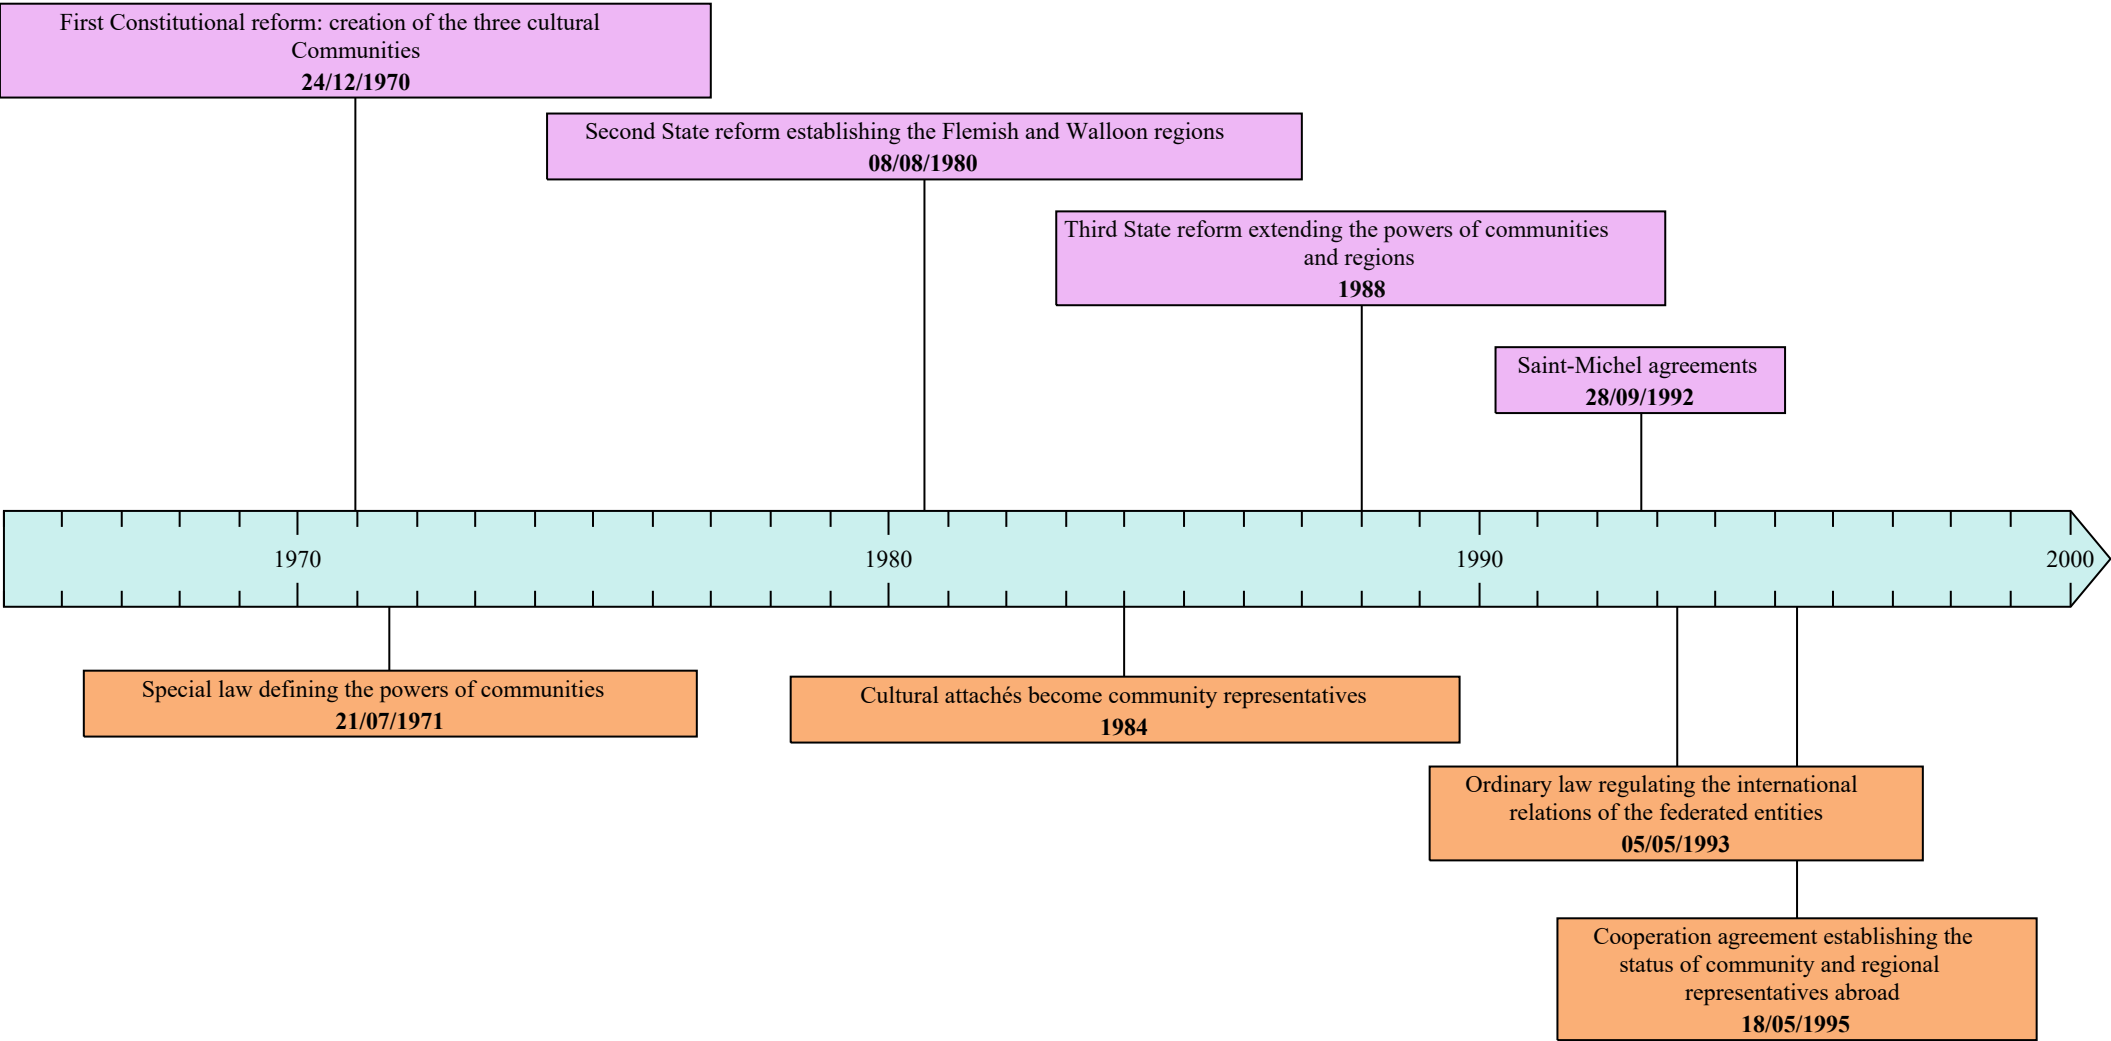 First Constitutional reform: creation of the three cultural
Communities
24/12/1970
Second State reform establishing the Flemish and Walloon regions
08/08/1980
Third State reform extending the powers of communities
and regions
1988
Saint-Michel agreements
28/09/1992
1970
1980
1990
2000
Special law defining the powers of communities
21/07/1971
Cultural attachés become community representatives
1984
Ordinary law regulating the international
relations of the federated entities
05/05/1993
Cooperation agreement establishing the
status of community and regional
representatives abroad
18/05/1995